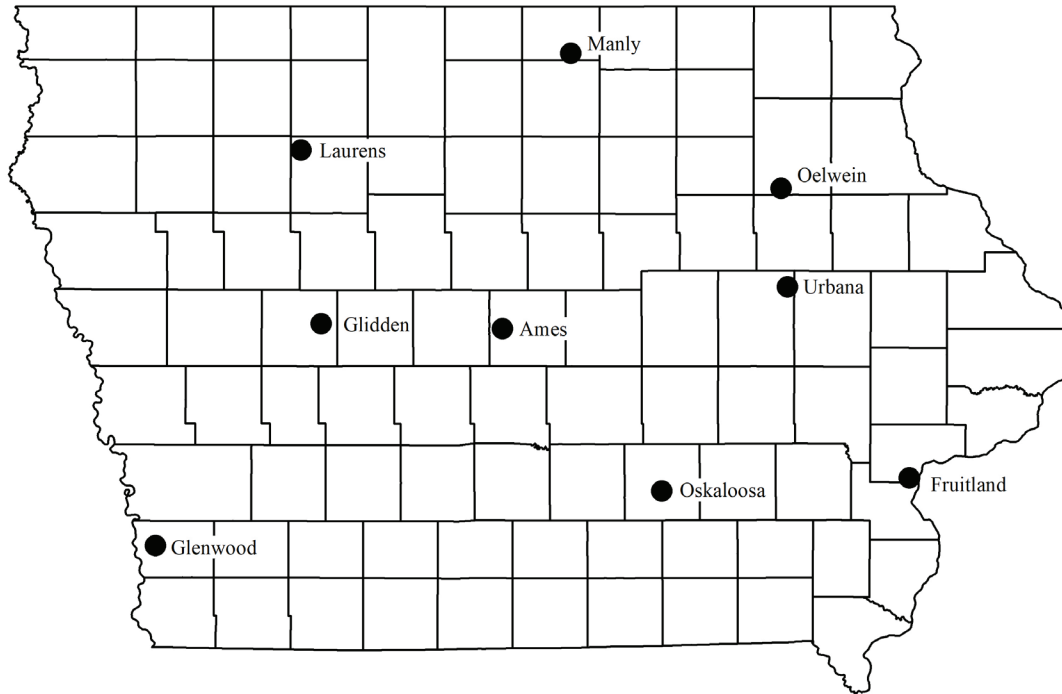 Manly
Laurens
Oelwein
Urbana
Glidden
Ames
Oskaloosa
Fruitland
Glenwood